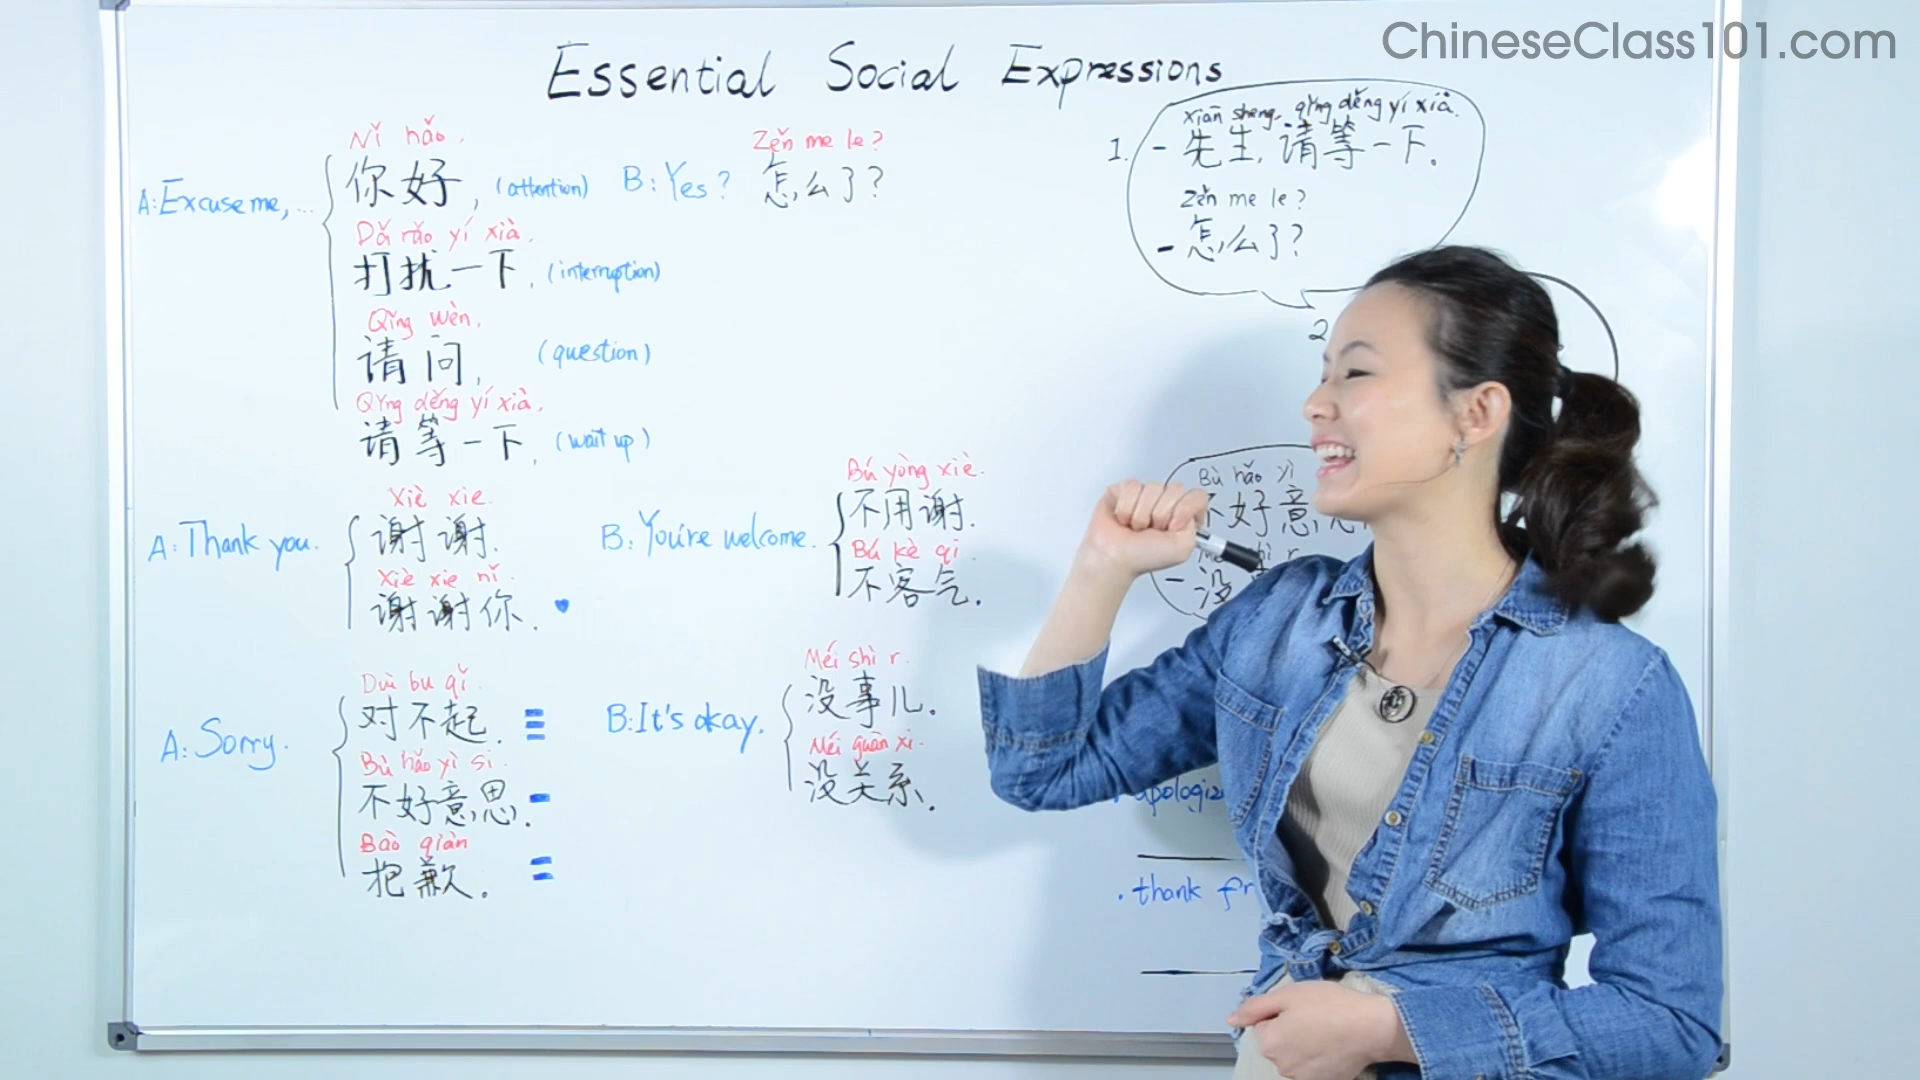 ChineseClass101.com
Essential Social Expressions
A: Excuse me, ...
Nǐ hǎo,
你好, (attention)
B: Yes?
Zěn me le?
怎么了?
Dǎ rǎo yí xià,
打扰一下, (interruption)
Qǐng wèn,
请问, (question)
Qǐng děng yí xià,
请等一下, (wait up)
A: Thank you.
Xiè xie.
谢谢.
Xiè xie nǐ.
谢谢你.
B: You're welcome.
Bú yòng xiè.
不用谢.
Bú kè qi.
不客气.
A: Sorry.
Duì bu qǐ.
对不起.
Bù hǎo yì si.
不好意思.
Bào qiàn
抱歉.
B: It's okay.
Méi shì r.
没事儿.
Méi guān xi.
没关系.
1.
xiān sheng, qǐng děng yí xià.
- 先生, 请等一下.
Zěn me le?
- 怎么了?
2
Bù hǎo yì
不好意
- 没
apologiz
. thank fr